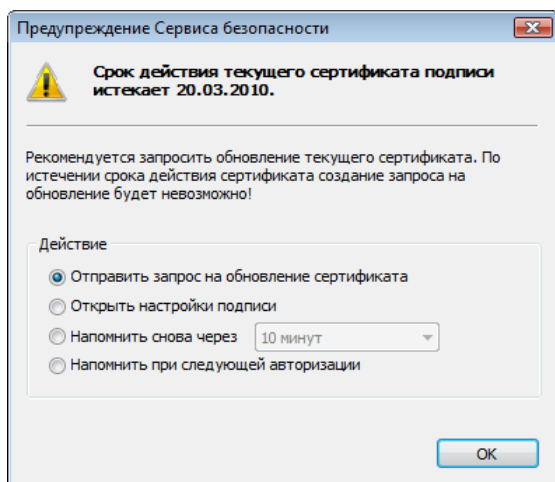 Предупреждение Сервиса безопасности
Срок действия текущего сертификата подписи
истекает 20.03.2010.
Рекомендуется запросить обновление текущего сертификата. По
истечении срока действия сертификата создание запроса на
обновление будет невозможно!
Действие
Отправить запрос на обновление сертификата
Открыть настройки подписи
Напомнить снова через 10 минут
Напомнить при следующей авторизации
OK